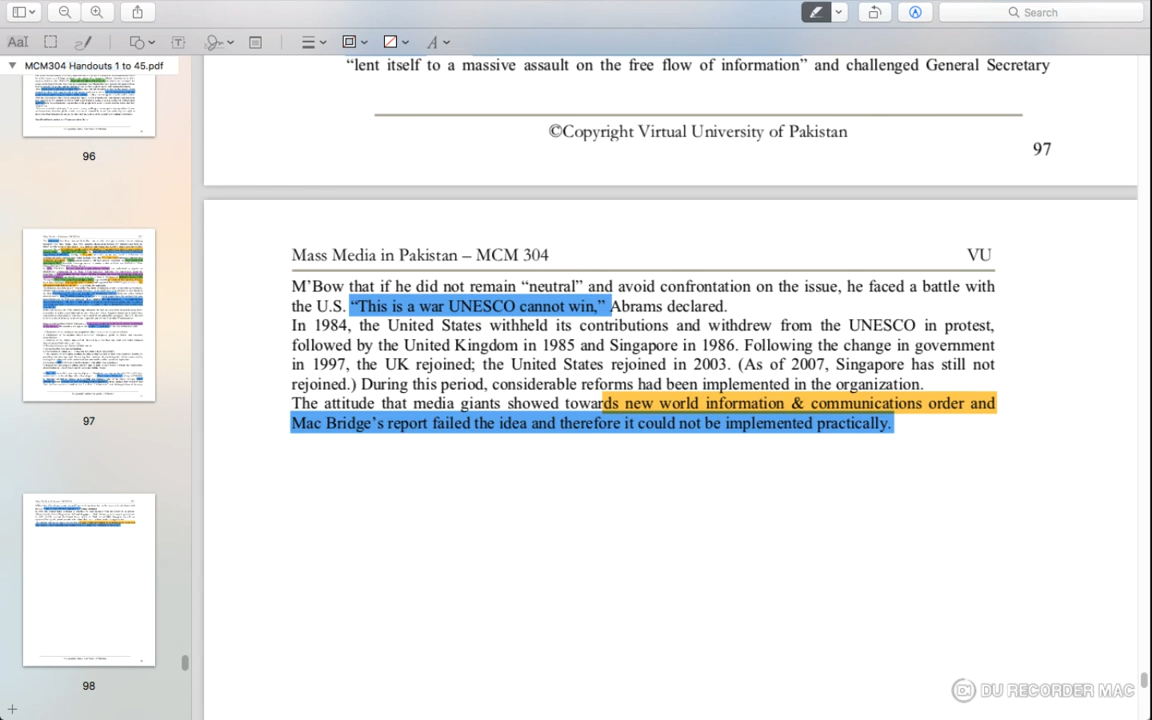 Search
AaI
T
A
MCM304 Handouts 1 to 45.pdf
96
97
98
“lent itself to a massive assault on the free flow of information” and challenged General Secretary
©Copyright Virtual University of Pakistan
97
Mass Media in Pakistan – MCM 304 VU
M’Bow that if he did not remain “neutral” and avoid confrontation on the issue, he faced a battle with
the U.S. “This is a war UNESCO cannot win,” Abrams declared.
In 1984, the United States withheld its contributions and withdrew from the UNESCO in protest,
followed by the United Kingdom in 1985 and Singapore in 1986. Following the change in government
in 1997, the UK rejoined; the United States rejoined in 2003. (As of 2007, Singapore has still not
rejoined.) During this period, considerable reforms had been implemented in the organization.
The attitude that media giants showed towards new world information & communications order and
Mac Bridge’s report failed the idea and therefore it could not be implemented practically.
DU RECORDER MAC